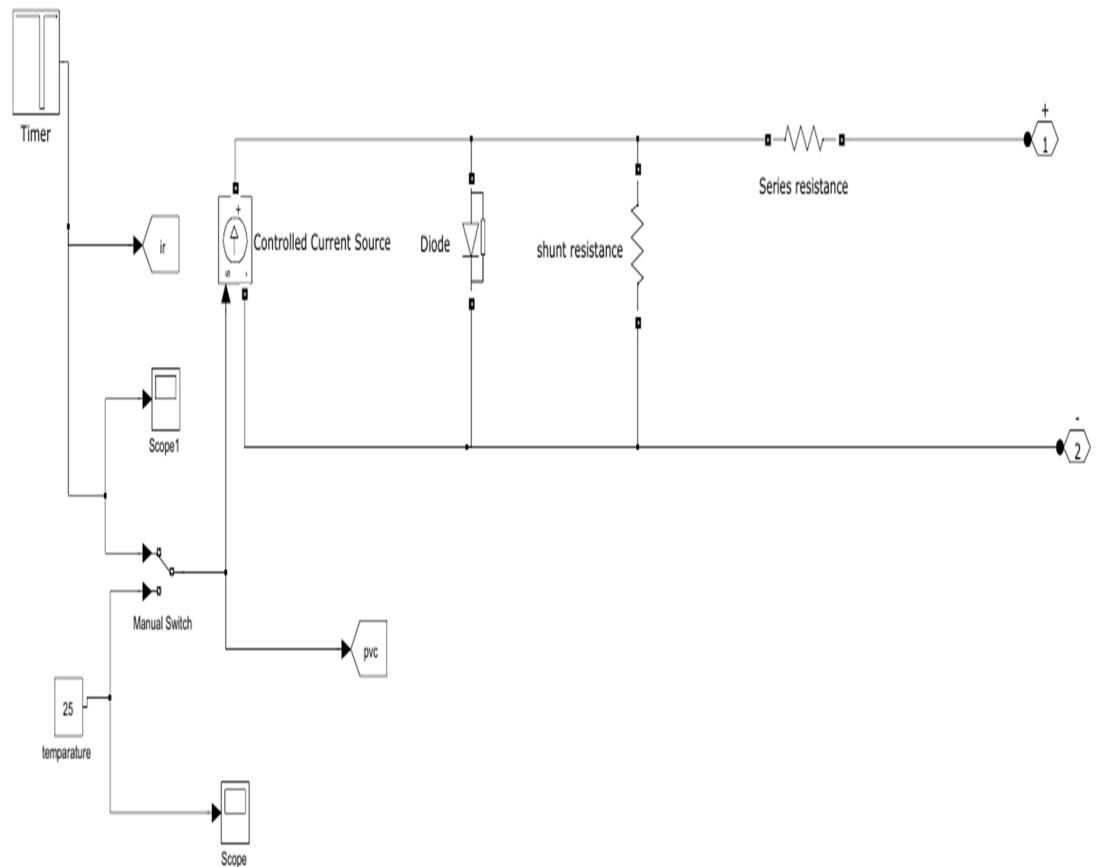 Timer
+
1
Series resistance
ir
+
Controlled Current Source
s
-
Diode
shunt resistance
Scope1
-
2
Manual Switch
pvc
25
temparature
Scope